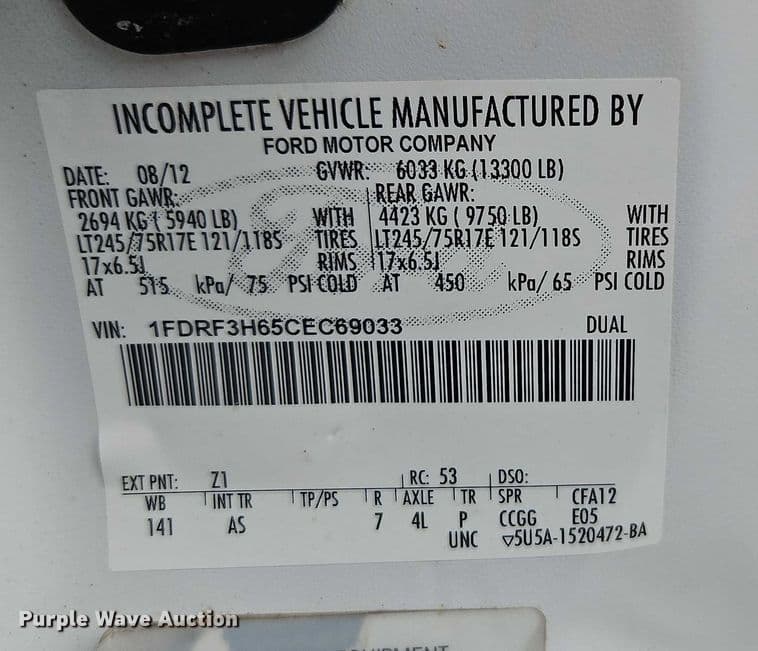 INCOMPLETE VEHICLE MANUFACTURED BY
FORD MOTOR COMPANY
DATE: 08/12 GVWR: 6033 KG (13300 LB)
FRONT GAWR: REAR GAWR:
2694 KG ( 5940 LB) WITH 4423 KG ( 9750 LB) WITH
LT245/75R17E 121/118S TIRES LT245/75R17E 121/118S TIRES
17x6.5J RIMS 17x6.5J RIMS
AT 515 kPa/ 75 PSI COLD AT 450 kPa/ 65 PSI COLD
VIN: 1FDRF3H65CEC69033 DUAL
EXT PNT: Z1 RC: 53 DSO:
WB INT TR TP/PS R AXLE TR SPR CFA12
141 AS 7 4L P CCGG E05
UNC ▽5U5A-1520472-BA
Purple Wave Auction